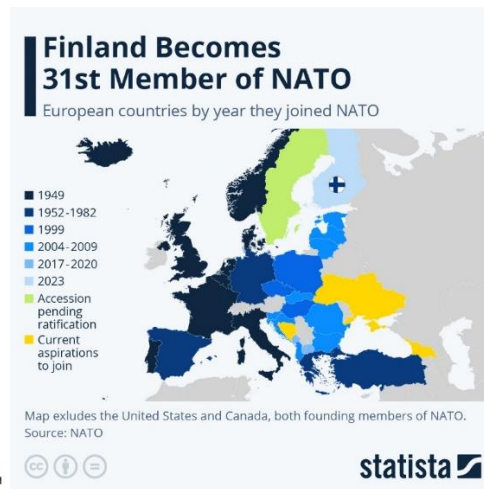 Finland Becomes
31st Member of NATO
European countries by year they joined NATO
1949
1952-1982
1999
2004-2009
2017-2020
2023
Accession
pending
ratification
Current
aspirations
to join
Map exludes the United States and Canada, both founding members of NATO.
Source: NATO
cc
statista